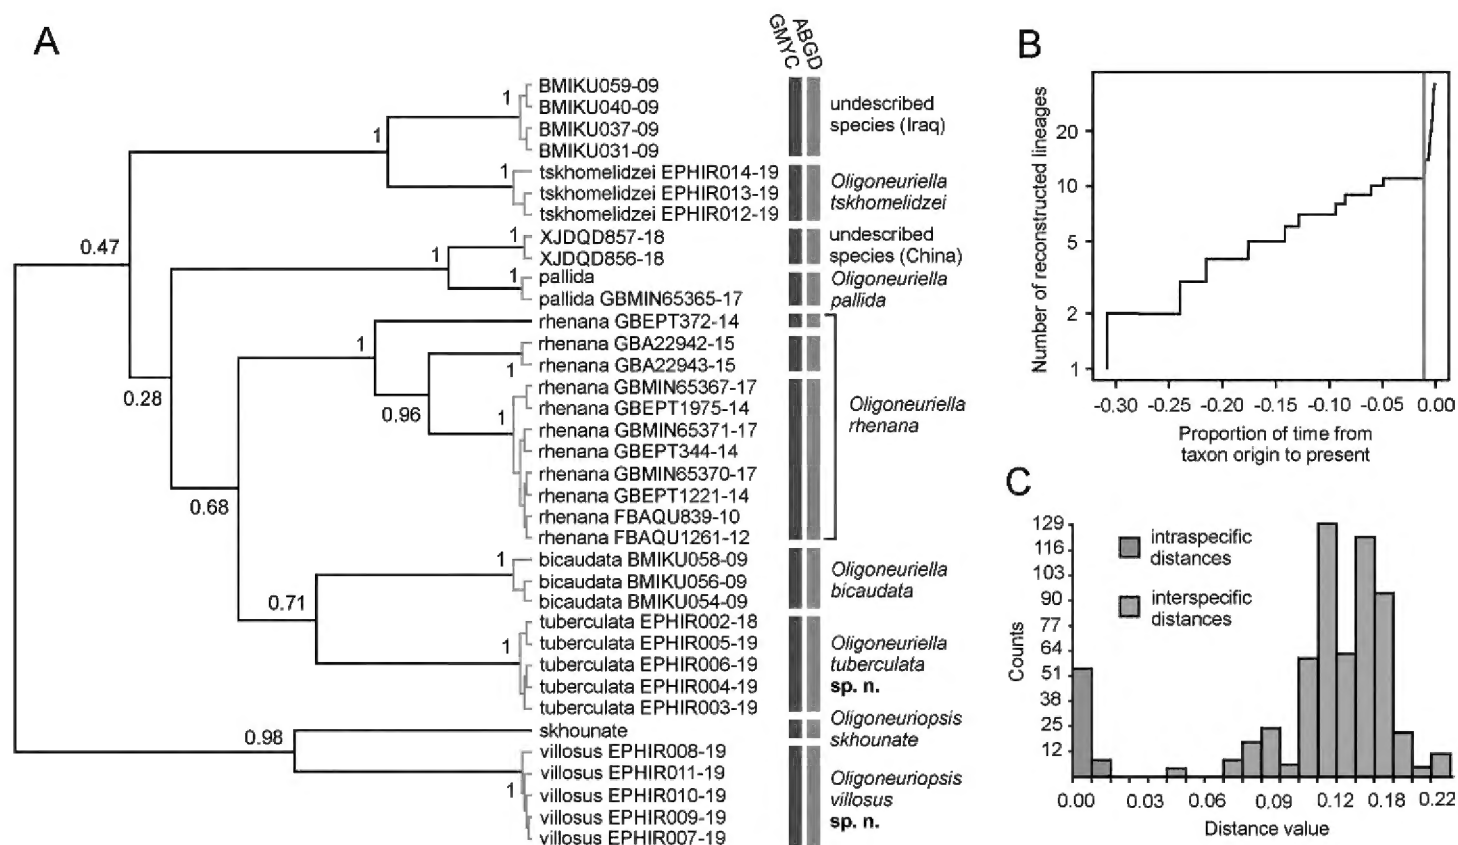 A
GMYC
ABGD
BMIKU059-09
BMIKU040-09
BMIKU037-09
BMIKU031-09
tskhomelidzei EPHIR014-19
tskhomelidzei EPHIR013-19
tskhomelidzei EPHIR012-19
XJDQD857-18
XJDQD856-18
pallida
pallida GBMIN65365-17
rhenana GBEPT372-14
rhenana GBA22942-15
rhenana GBA22943-15
rhenana GBMIN65367-17
rhenana GBEPT1975-14
rhenana GBMIN65371-17
rhenana GBEPT344-14
rhenana GBMIN65370-17
rhenana GBEPT1221-14
rhenana FBAQU839-10
rhenana FBAQU1261-12
bicaudata BMIKU058-09
bicaudata BMIKU056-09
bicaudata BMIKU054-09
tuberculata EPHIR002-18
tuberculata EPHIR005-19
tuberculata EPHIR006-19
tuberculata EPHIR004-19
tuberculata EPHIR003-19
skhounate
villosus EPHIR008-19
villosus EPHIR011-19
villosus EPHIR010-19
villosus EPHIR009-19
villosus EPHIR007-19
1
1
1
0.47
1
1
1
0.28
1
1
0.96
1
0.68
1
0.71
1
0.98
1
undescribed
species (Iraq)
Oligoneuriella
tskhomelidzei
undescribed
species (China)
Oligoneuriella
pallida
Oligoneuriella
rhenana
Oligoneuriella
bicaudata
Oligoneuriella
tuberculata
sp. n.
Oligoneuriopsis
skhounate
Oligoneuriopsis
villosus
sp. n.
B
Number of reconstructed lineages
20
10
5
2
1
-0.30 -0.25 -0.20 -0.15 -0.10 -0.05 0.00
Proportion of time from
taxon origin to present
C
Counts
129
116
103
90
77
64
51
38
25
12
intraspecific
distances
interspecific
distances
0.00 0.03 0.06 0.09 0.12 0.18 0.22
Distance value